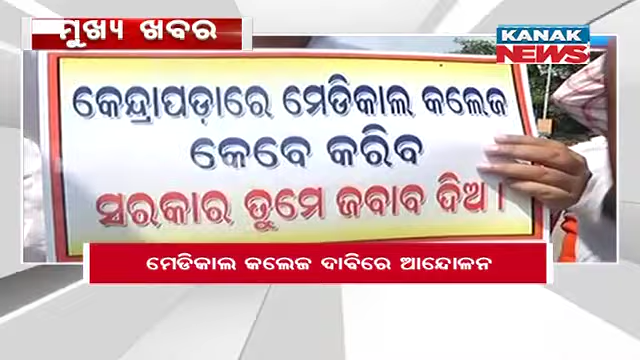 ମୁଖ୍ୟ ଖବର
KANAK
NEWS
କେନ୍ଦ୍ରାପଡ଼ାରେ ମେଡିକାଲ କଲେଜ
କେବେ କରିବ
ସରକାର ତୁମେ ଜବାବ ଦିଅ ।
ମେଡିକାଲ କଲେଜ ଦାବିରେ ଆନ୍ଦୋଳନ